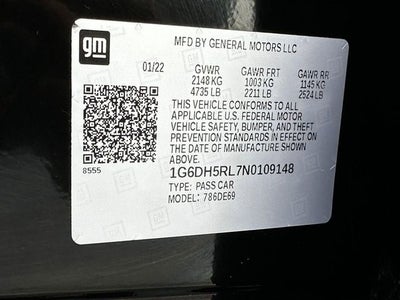 gm
MFD BY GENERAL MOTORS LLC
01/22 GVWR GAWR FRT GAWR RR
2148 KG 1003 KG 1145 KG
4735 LB 2211 LB 2524 LB
THIS VEHICLE CONFORMS TO ALL
APPLICABLE U.S. FEDERAL MOTOR
VEHICLE SAFETY, BUMPER, AND THEFT
PREVENTION STANDARDS IN EFFECT ON
THE DATE OF MANUFACTURE SHOWN
ABOVE.
8555
1G6DH5RL7N0109148
TYPE: PASS CAR
MODEL: 786DE69